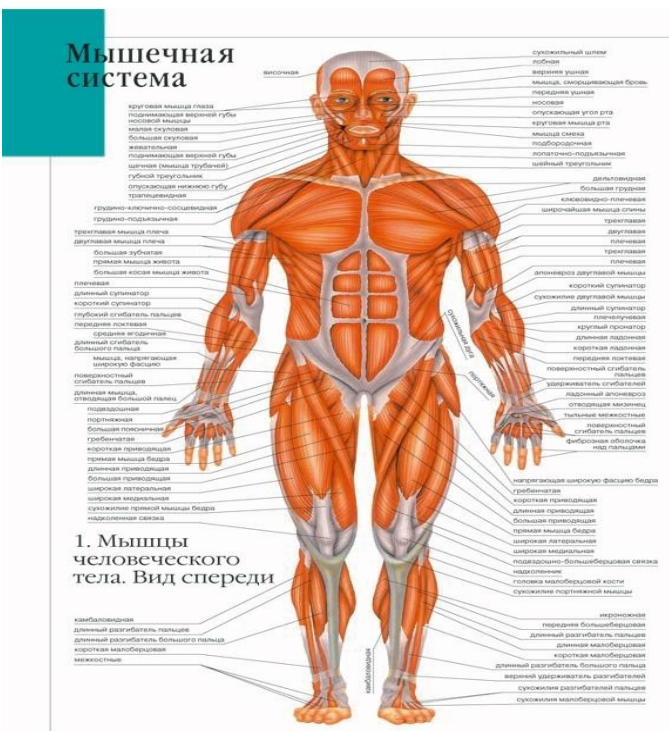 Мышечная
система
височная
круговая мышца глаза
поднимающая верхней губы
носовой мышцы
малая скуловая
большая скуловая
жевательная
поднимающая верхней губы
щечная (мышца трубачей)
губной треугольник
опускающая нижнюю губу
трапециевидная
грудино-ключично-сосцевидная
грудино-подъязычная
трехглавая мышца плеча
двуглавая мышца плеча
большая зубчатая
прямая мышца живота
большая косая мышца живота
плечевая
длинный супинатор
короткий супинатор
глубокий сгибатель пальцев
передняя локтевая
средняя ягодичная
длинный сгибатель
большого пальца
мышца, напрягающая
широкую фасцию
поверхностный
сгибатель пальцев
длинная мышца,
отводящая большой палец
подвздошная
портняжная
большая поясничная
гребенчатая
короткая приводящая
прямая мышца бедра
длинная приводящая
большая приводящая
широкая латеральная
широкая медиальная
сухожилие прямой мышцы бедра
надколенная связка
1. Мышцы
человеческого
тела. Вид спереди
камбаловидная
длинный разгибатель пальцев
длинный разгибатель большого пальца
короткая малоберцовая
межкостные
сухожильный шлем
лобная
верхняя ушная
мышца, сморщивающая бровь
передняя ушная
носовая
опускающая угол рта
круговая мышца рта
мышца смеха
подбородочная
лопаточно-подъязычная
шейный треугольник
дельтовидная
большая грудная
клювовидно-плечевая
широчайшая мышца спины
трехглавая
двуглавая
плечевая
трехглавая
плечевая
апоневроз двуглавой мышцы
короткий супинатор
сухожилие двуглавой мышцы
длинный супинатор
плечелучевая
круглый пронатор
длинная ладонная
короткая ладонная
передняя локтевая
поверхностный сгибатель
пальцев
удерживатель сгибателей
ладонный апоневроз
отводящая мизинец
тыльные межкостные
поверхностный
сгибатель пальцев
фиброзная оболочка
над пальцами
сухожильная дуга
портняжная
напрягающая широкую фасцию бедра
гребенчатая
короткая приводящая
длинная приводящая
большая приводящая
прямая мышца бедра
широкая латеральная
широкая медиальная
подвздошно-большеберцовая связка
надколенник
головка малоберцовой кости
сухожилие портняжной мышцы
икроножная
передняя большеберцовая
длинный разгибатель пальцев
длинная малоберцовая
короткая малоберцовая
длинный разгибатель большого пальца
верхний удерживатель разгибателей
сухожилия разгибателей пальцев
сухожилия малоберцовой мышцы
камбаловидная